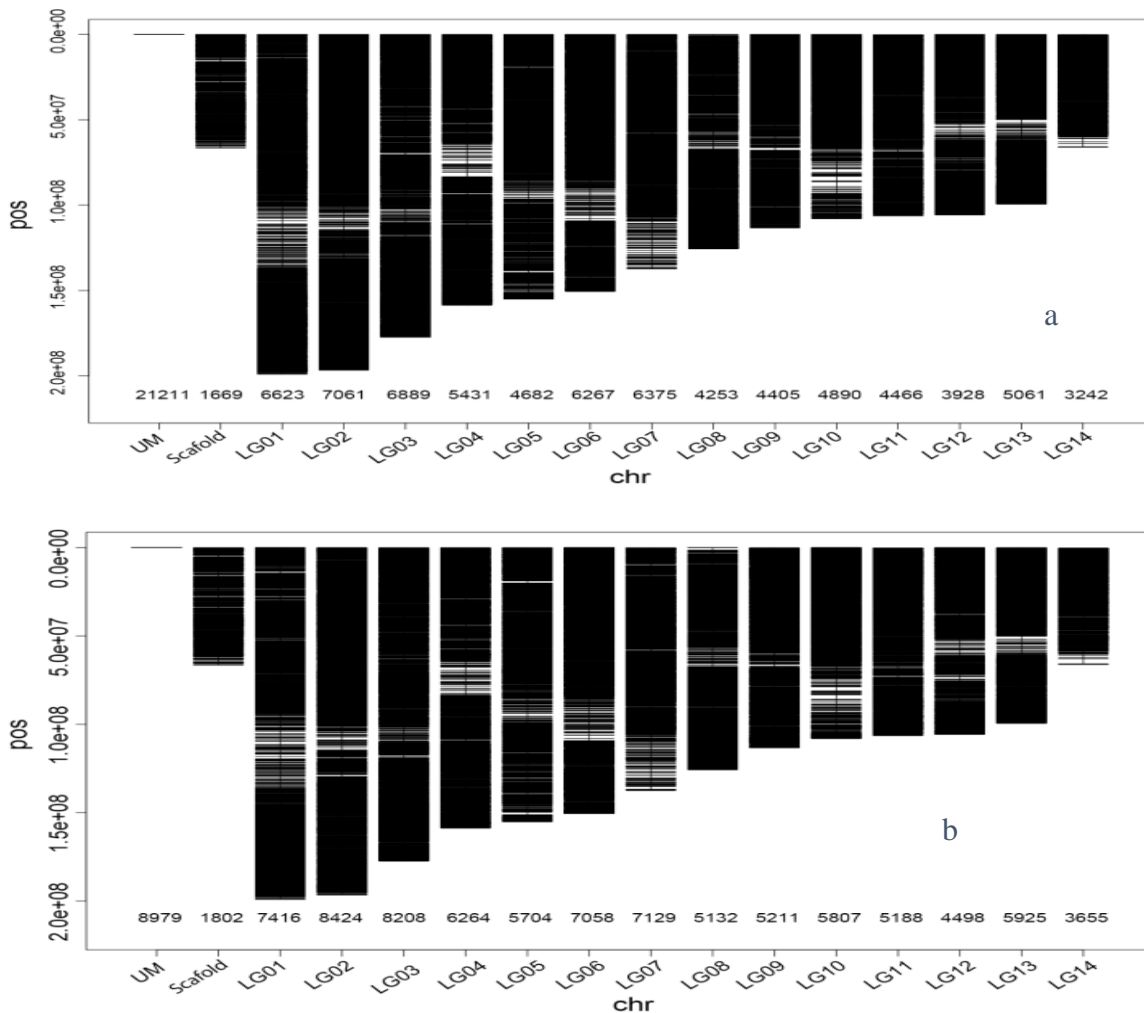 pos
0.0e+00
5.0e+07
1.0e+08
1.5e+08
2.0e+08
a
21211 1669 6623 7061 6889 5431 4682 6267 6375 4253 4405 4890 4466 3928 5061 3242
UM Scafold LG01 LG02 LG03 LG04 LG05 LG06 LG07 LG08 LG09 LG10 LG11 LG12 LG13 LG14
chr
pos
0.0e+00
5.0e+07
1.0e+08
1.5e+08
2.0e+08
b
8979 1802 7416 8424 8208 6264 5704 7058 7129 5132 5211 5807 5188 4498 5925 3655
UM Scafold LG01 LG02 LG03 LG04 LG05 LG06 LG07 LG08 LG09 LG10 LG11 LG12 LG13 LG14
chr